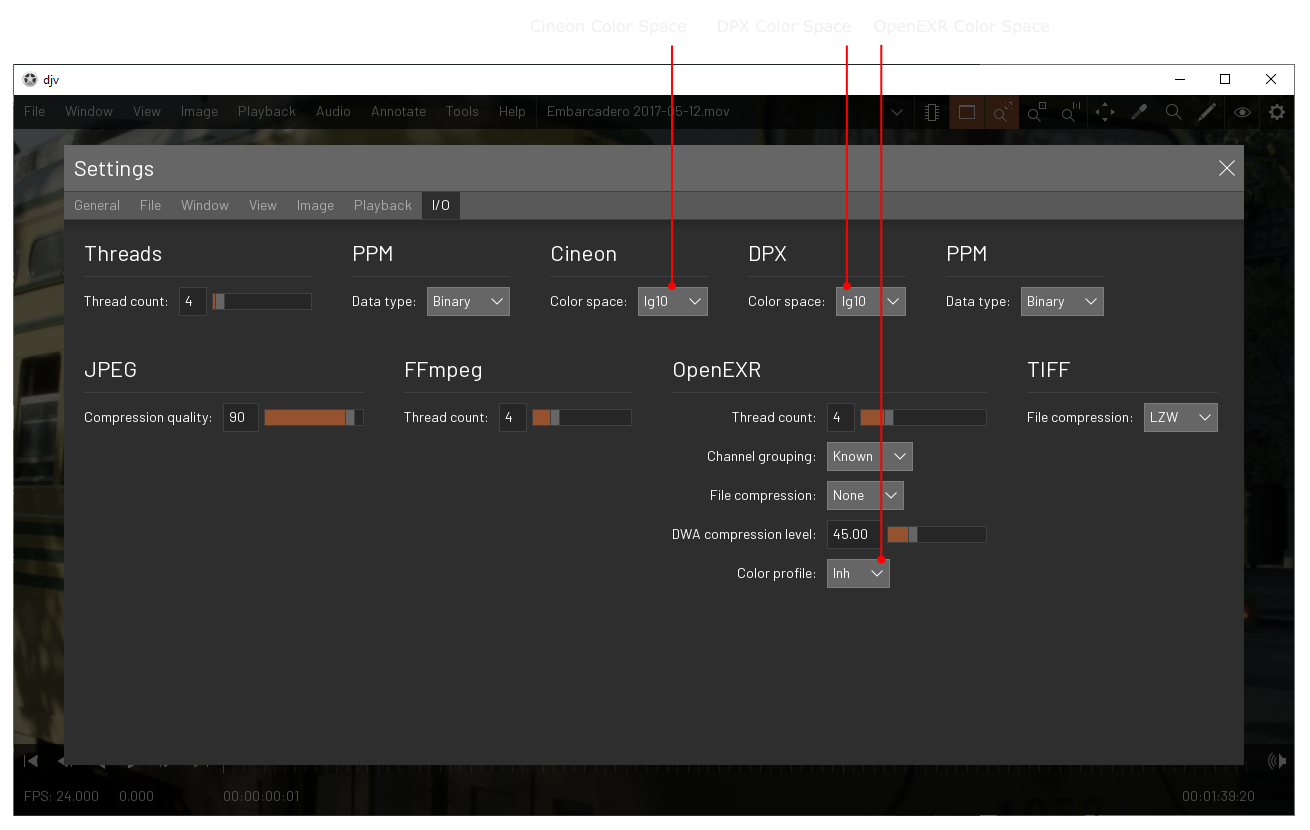 Cineon Color Space DPX Color Space OpenEXR Color Space
djv
File Window View Image Playback Audio Annotate Tools Help Embarcadero 2017-05-12.mov
Settings
General File Window View Image Playback I/O
Threads PPM Cineon DPX PPM
Thread count: 4 Data type: Binary Color space: lg10 Color space: lg10 Data type: Binary
JPEG FFmpeg OpenEXR TIFF
Compression quality: 90 Thread count: 4 Thread count: 4 File compression: LZW
Channel grouping: Known
File compression: None
DWA compression level: 45.00
Color profile: Inh
FPS: 24.000 0.000 00:00:00:01 00:01:39:20